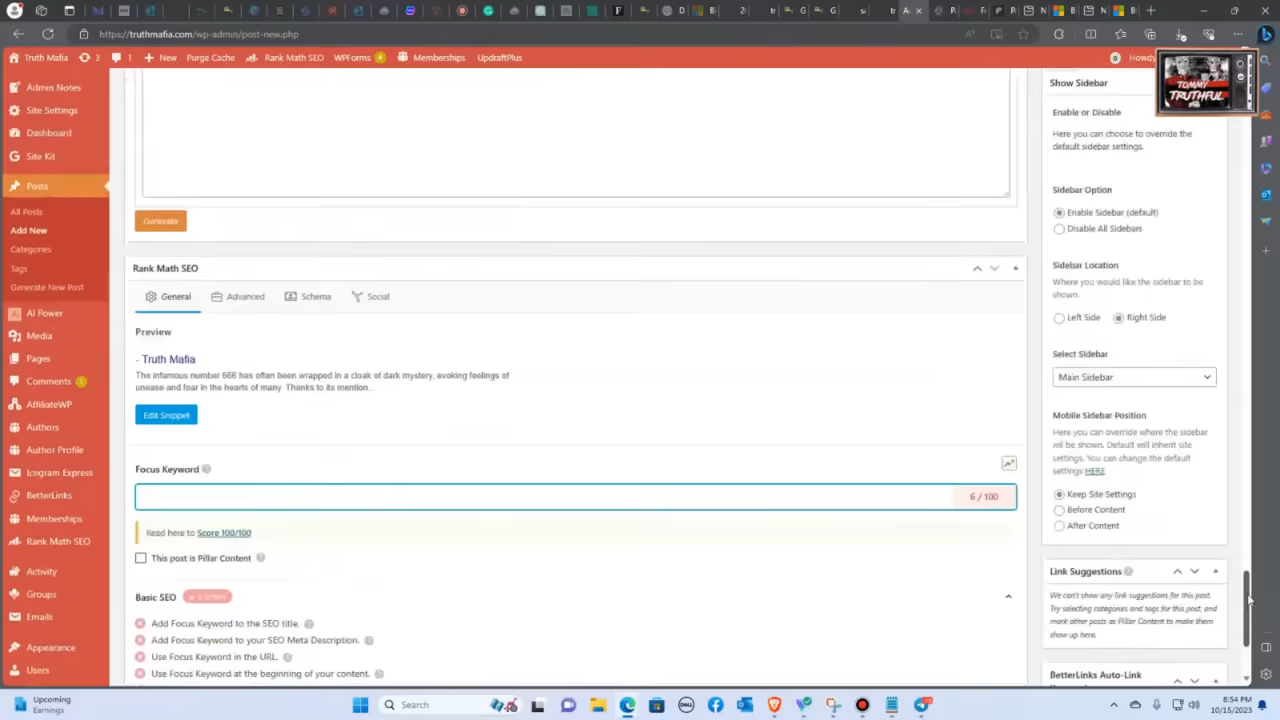 https://truthmafia.com/wp-admin/post-new.php
Truth Mafia 3 1 New Purge Cache Rank Math SEO WPForms 4 Memberships UpdraftPlus 0 Howdy
TOMMY
TRUTHFUL
Admin Notes
Site Settings
Dashboard
Site Kit
Posts
All Posts
Add New
Categories
Tags
Generate New Post
AI Power
Media
Pages
Comments 1
AffiliateWP
Authors
Author Profile
Icegram Express
BetterLinks
Memberships
Rank Math SEO
Activity
Groups
Emails
Appearance
Users
Generate
Rank Math SEO
General Advanced Schema Social
Preview
- Truth Mafia
The infamous number 666 has often been wrapped in a cloak of dark mystery, evoking feelings of
unease and fear in the hearts of many. Thanks to its mention...
Edit Snippet
Focus Keyword
6 / 100
Read here to Score 100/100
This post is Pillar Content
Basic SEO
Add Focus Keyword to the SEO title.
Add Focus Keyword to your SEO Meta Description.
Use Focus Keyword in the URL.
Use Focus Keyword at the beginning of your content.
Show Sidebar
Enable or Disable
Here you can choose to override the
default sidebar settings.
Sidebar Option
Enable Sidebar (default)
Disable All Sidebars
Sidebar Location
Where you would like the sidebar to be
shown.
Left Side Right Side
Select Sidebar
Main Sidebar
Mobile Sidebar Position
Here you can override where the sidebar
wil be shown. Default will inherit site
settings. You can change the default
settings HERE
Keep Site Settings
Before Content
After Content
Link Suggestions
We can't show any link suggestions for this post.
Try selecting categories and tags for this post, and
mark other posts as Pillar Content to make them
show up here.
BetterLinks Auto-Link
Upcoming
Earnings
Search
8:54 PM
10/15/2023